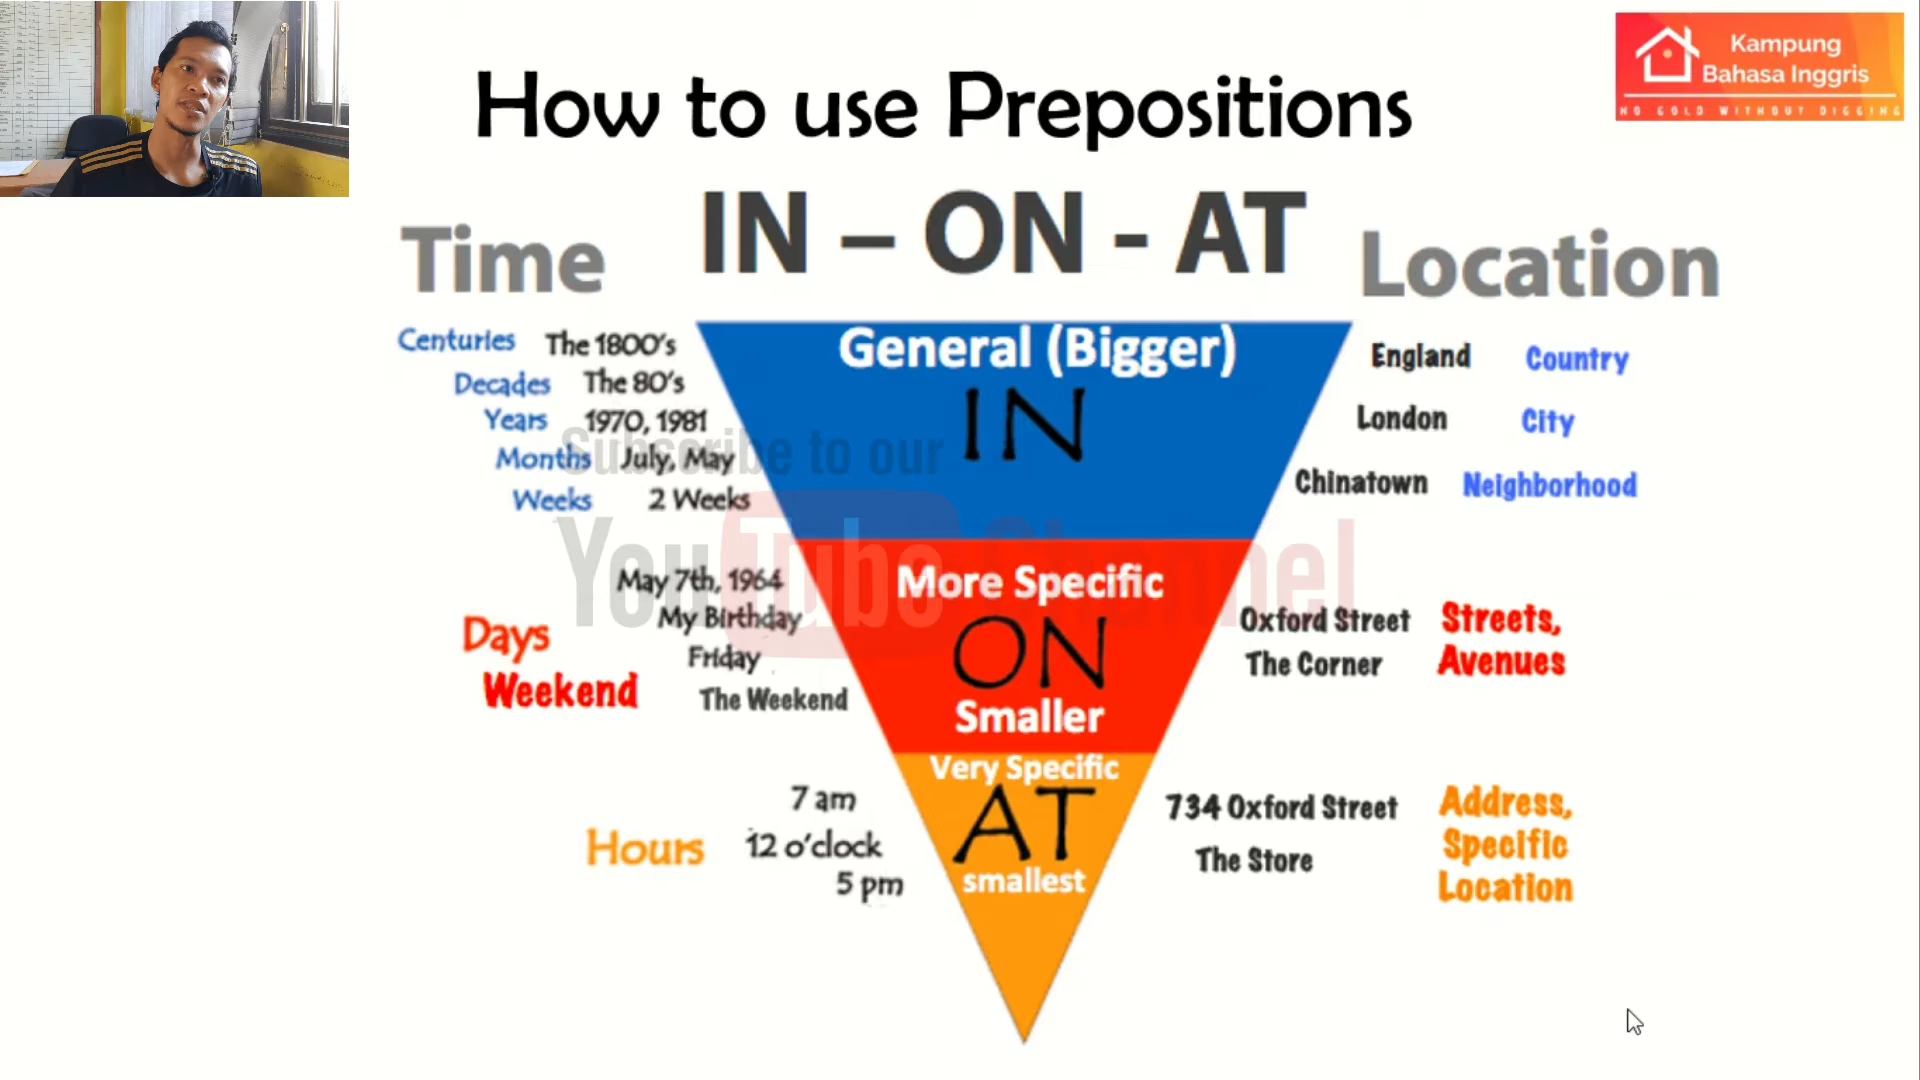 Kampung
Bahasa Inggris
NO GOLD WITHOUT DIGGING
How to use Prepositions
IN – ON - AT
Time
Location
Centuries The 1800's
Decades The 80's
Years 1970, 1981
Months July, May
Weeks 2 Weeks
General (Bigger)
IN
England Country
London City
Chinatown Neighborhood
Subscribe to our
YouTube Channel
May 7th, 1964
My Birthday
Days
Friday
Weekend The Weekend
More Specific
ON
Smaller
Oxford Street Streets,
The Corner Avenues
7 am
Hours 12 o'clock
5 pm
Very Specific
AT
smallest
734 Oxford Street Address,
The Store Specific
Location